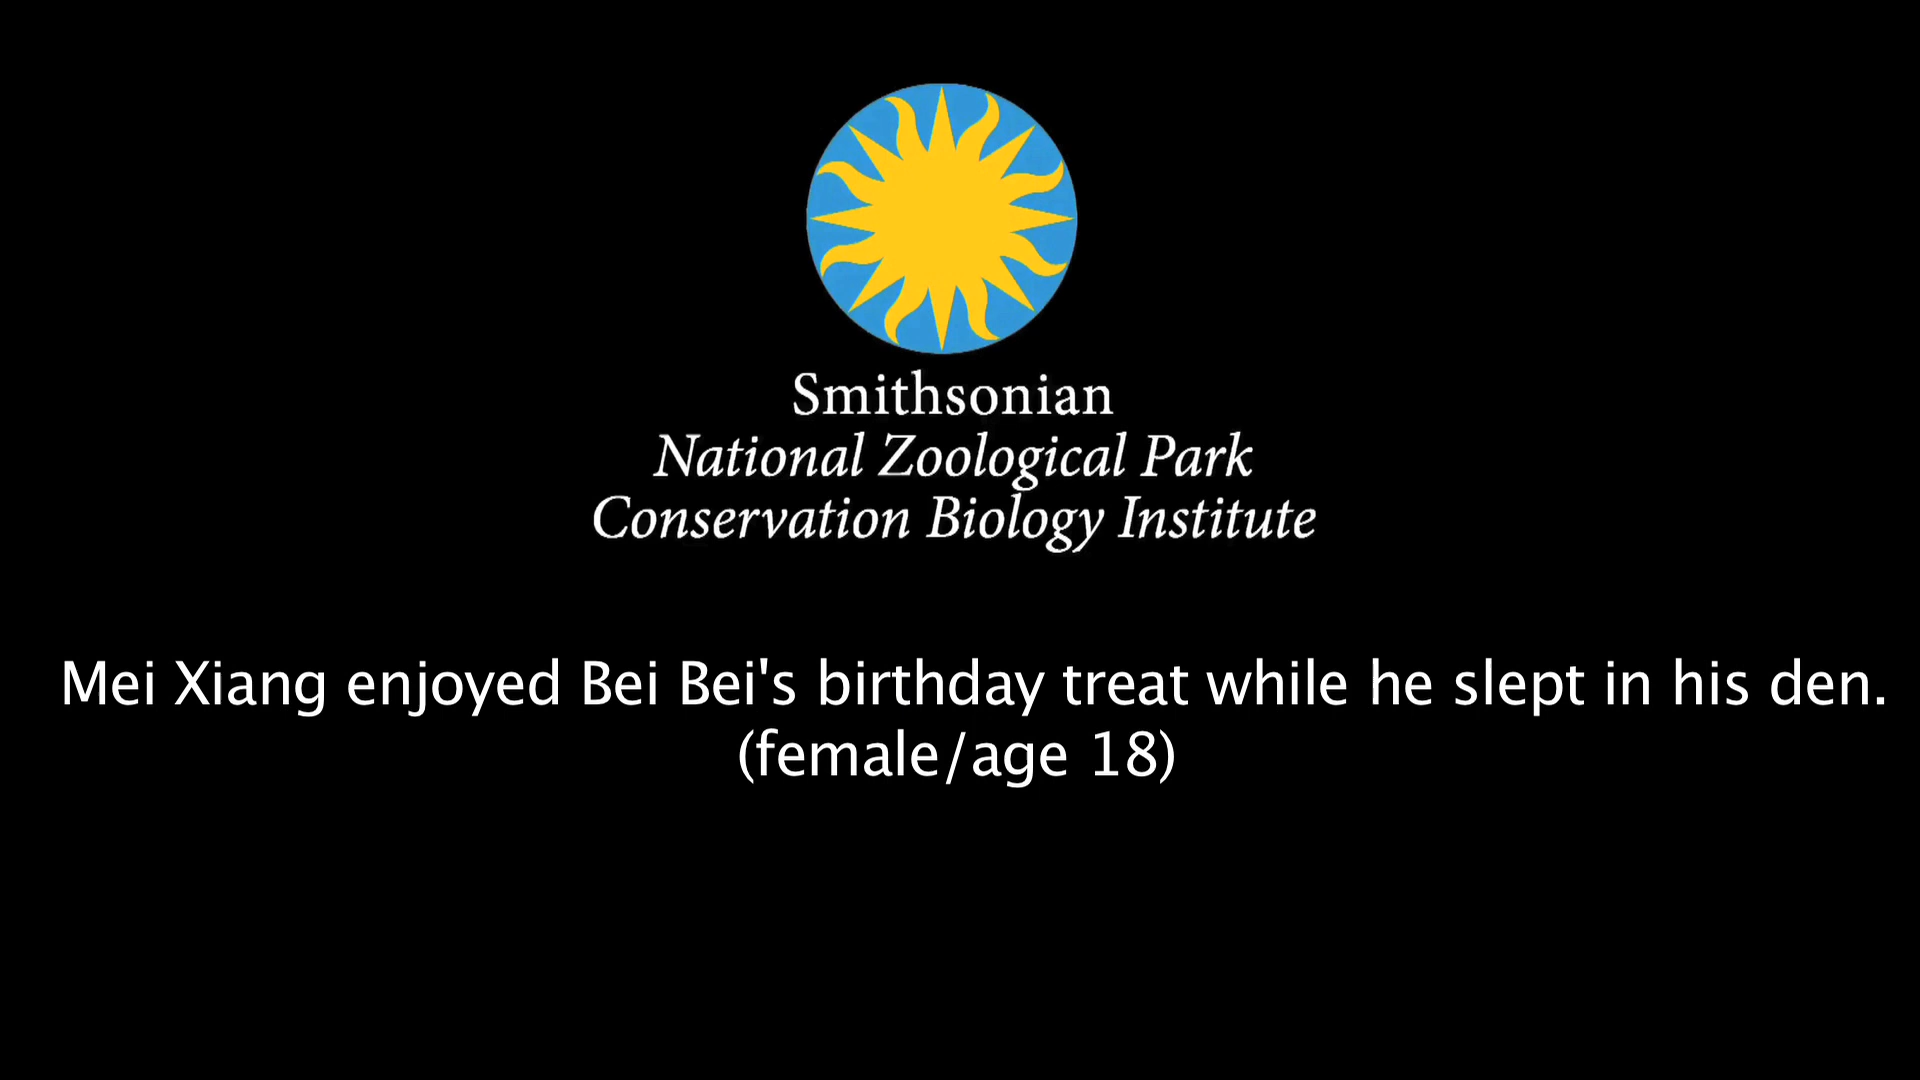 Smithsonian
National Zoological Park
Conservation Biology Institute
Mei Xiang enjoyed Bei Bei's birthday treat while he slept in his den.
(female/age 18)